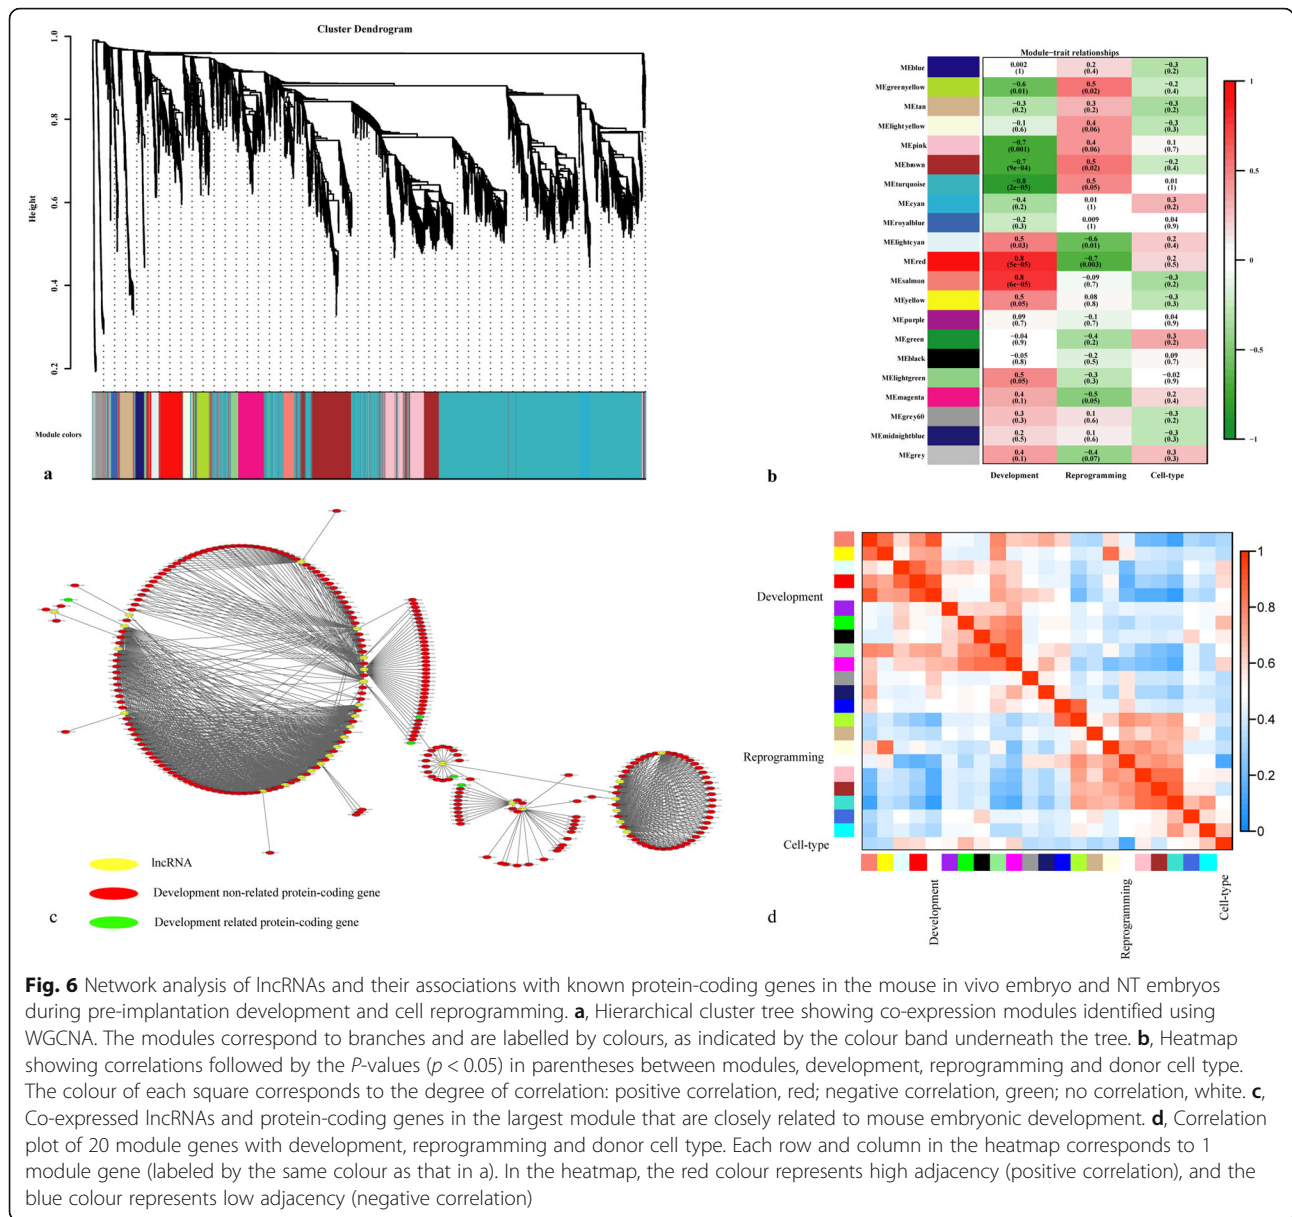 Cluster Dendrogram
Height
1.0
0.8
0.6
0.4
0.2
Module colors
a
Module−trait relationships
MEblue 0.002 (1) 0.2 (0.4) −0.3 (0.2)
MEgreenyellow −0.6 (0.01) 0.5 (0.02) −0.2 (0.4)
MEtan −0.3 (0.2) 0.3 (0.2) −0.3 (0.2)
MElightyellow −0.1 (0.6) 0.4 (0.06) −0.3 (0.3)
MEpink −0.7 (0.001) 0.4 (0.06) 0.1 (0.7)
MEbrown −0.7 (9e−04) 0.5 (0.02) −0.2 (0.4)
MEturquoise −0.8 (2e−05) 0.5 (0.05) 0.01 (1)
MEcyan −0.4 (0.2) 0.01 (1) 0.3 (0.2)
MEroyalblue −0.2 (0.3) 0.009 (1) 0.04 (0.9)
MElightcyan 0.5 (0.03) −0.6 (0.01) 0.2 (0.4)
MEred 0.8 (5e−05) −0.7 (0.003) 0.2 (0.5)
MEsalmon 0.8 (6e−05) −0.09 (0.7) −0.3 (0.2)
MEyellow 0.5 (0.05) 0.08 (0.8) −0.3 (0.3)
MEpurple 0.09 (0.7) −0.1 (0.7) 0.04 (0.9)
MEgreen −0.04 (0.9) −0.4 (0.2) 0.3 (0.2)
MEblack −0.05 (0.8) −0.2 (0.5) 0.09 (0.7)
MElightgreen 0.5 (0.05) −0.3 (0.3) −0.02 (0.9)
MEmagenta 0.4 (0.1) −0.5 (0.05) 0.2 (0.4)
MEgrey60 0.3 (0.3) 0.1 (0.6) −0.3 (0.2)
MEmidnightblue 0.2 (0.5) 0.1 (0.6) −0.3 (0.3)
MEgrey 0.4 (0.1) −0.4 (0.07) 0.3 (0.3)
Development Reprogramming Cell−type
1
0.5
0
−0.5
−1
b
lncRNA
Development non-related protein-coding gene
Development related protein-coding gene
c
Development
Reprogramming
Cell-type
Development
Reprogramming
Cell-type
1
0.8
0.6
0.4
0.2
0
d
Fig. 6 Network analysis of lncRNAs and their associations with known protein-coding genes in the mouse in vivo embryo and NT embryos
during pre-implantation development and cell reprogramming. a, Hierarchical cluster tree showing co-expression modules identified using
WGCNA. The modules correspond to branches and are labelled by colours, as indicated by the colour band underneath the tree. b, Heatmap
showing correlations followed by the P-values (p < 0.05) in parentheses between modules, development, reprogramming and donor cell type.
The colour of each square corresponds to the degree of correlation: positive correlation, red; negative correlation, green; no correlation, white. c,
Co-expressed lncRNAs and protein-coding genes in the largest module that are closely related to mouse embryonic development. d, Correlation
plot of 20 module genes with development, reprogramming and donor cell type. Each row and column in the heatmap corresponds to 1
module gene (labeled by the same colour as that in a). In the heatmap, the red colour represents high adjacency (positive correlation), and the
blue colour represents low adjacency (negative correlation)